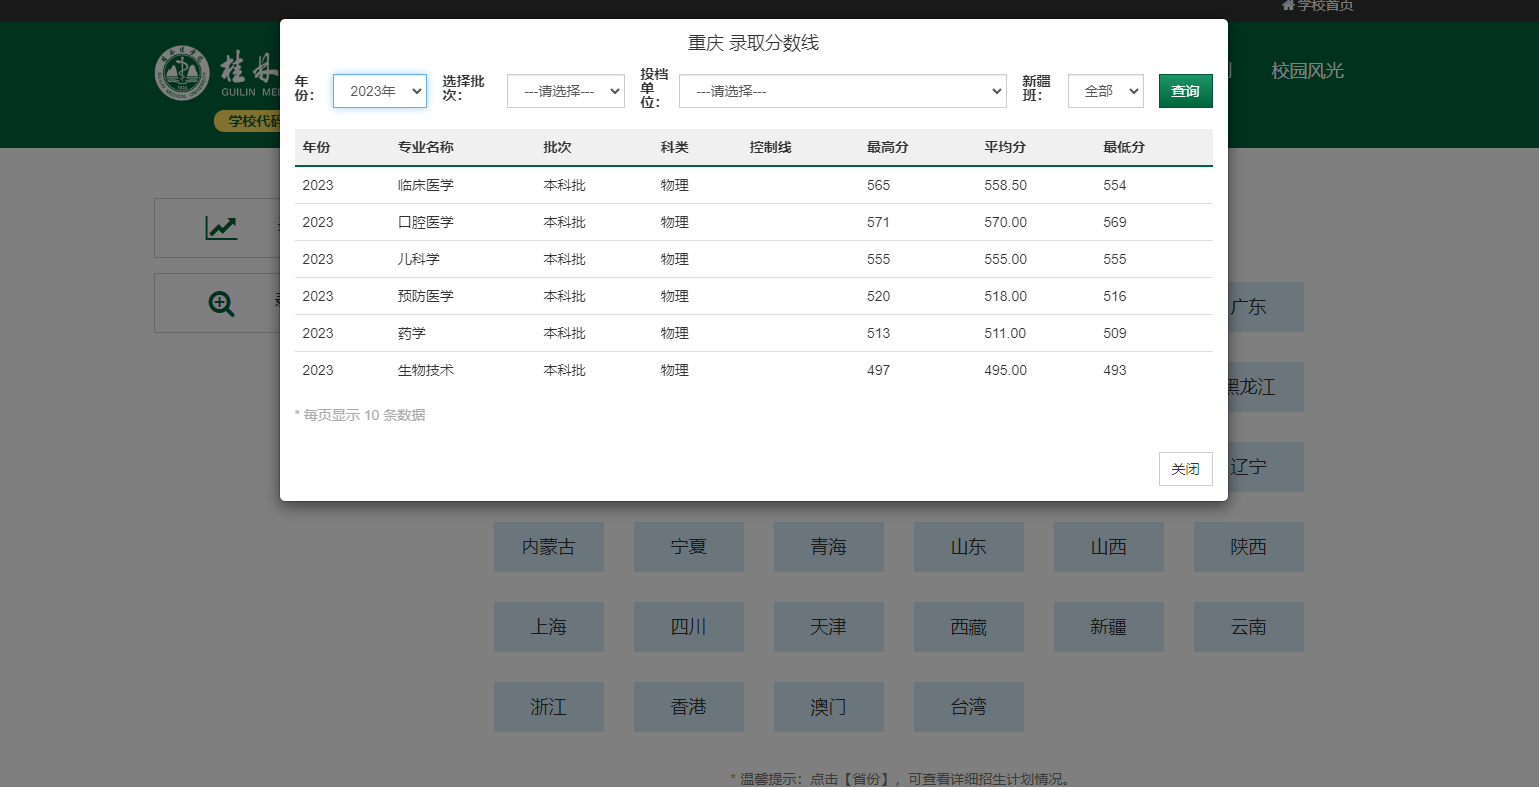 学校首页
重庆 录取分数线
桂
GUILIN ME
校园风光
学校代码
年份： 2023年 选择批次： ---请选择--- 投档单位： ---请选择--- 新疆班： 全部 查询
年份 专业名称 批次 科类 控制线 最高分 平均分 最低分
2023 临床医学 本科批 物理 565 558.50 554
2023 口腔医学 本科批 物理 571 570.00 569
2023 儿科学 本科批 物理 555 555.00 555
2023 预防医学 本科批 物理 520 518.00 516
2023 药学 本科批 物理 513 511.00 509
2023 生物技术 本科批 物理 497 495.00 493
* 每页显示 10 条数据
关闭
广东
黑龙江
辽宁
内蒙古 宁夏 青海 山东 山西 陕西
上海 四川 天津 西藏 新疆 云南
浙江 香港 澳门 台湾
* 温馨提示：点击【省份】，可查看详细招生计划情况。